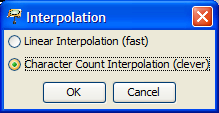 Interpolation
Linear Interpolation (fast)
Character Count Interpolation (clever)
OK Cancel